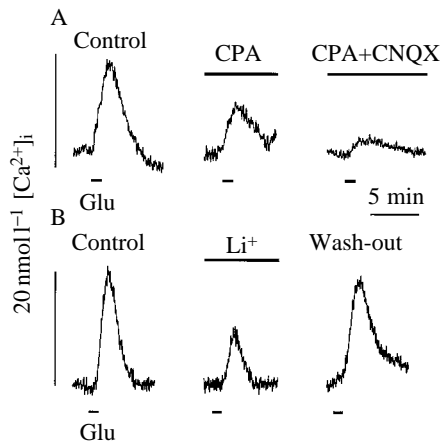 A
Control
CPA
CPA+CNQX
Glu
5 min
20 nmol l⁻¹ [Ca²⁺]i
B
Control
Li⁺
Wash-out
Glu